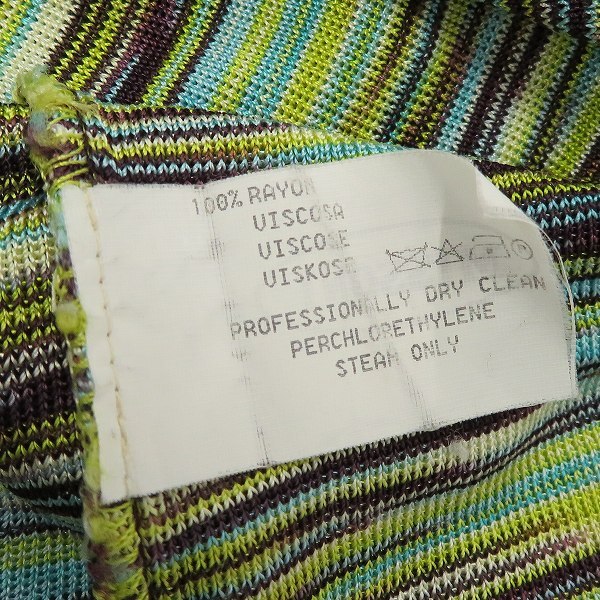 100% RAYON
VISCOSA
VISCOSE
VISKOSE
PROFESSIONALLY DRY CLEAN
PERCHLORETHYLENE
STEAM ONLY